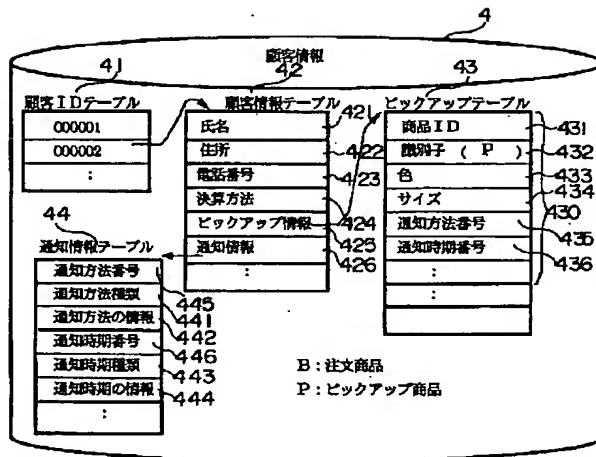 4
顧客情報
41
42
43
顧客IDテーブル
000001
000002
:
顧客情報テーブル
氏名
住所
電話番号
決算方法
ピックアップ情報
通知情報
:
421
422
423
424
425
426
ピックアップテーブル
商品ID
識別子 ( P )
色
サイズ
通知方法番号
通知時期番号
:
:
431
432
433
434
430
435
436
44
通知情報テーブル
通知方法番号
通知方法種類
通知方法の情報
通知時期番号
通知時期種類
通知時期の情報
:
445
441
442
446
443
444
B:注文商品
P:ピックアップ商品